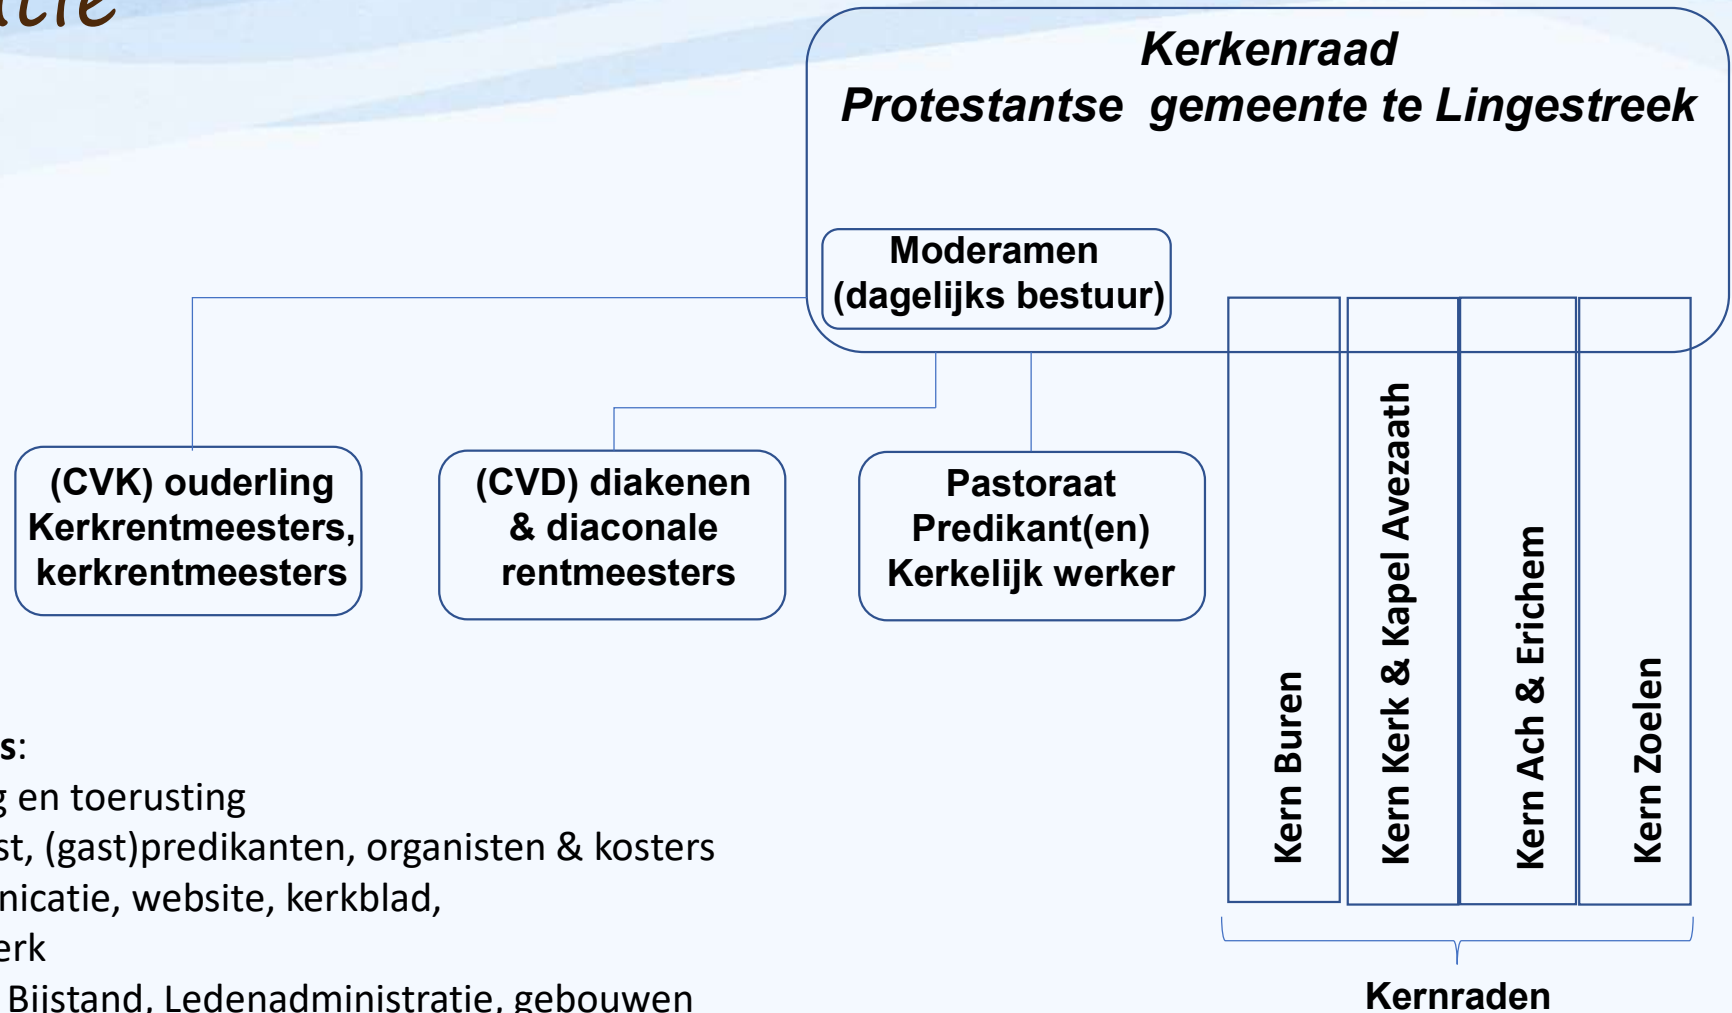 Kerkenraad
Protestantse gemeente te Lingestreek
Moderamen
(dagelijks bestuur)
(CVK) ouderling
Kerkrentmeesters,
kerkrentmeesters
(CVD) diakenen
& diaconale
rentmeesters
Pastoraat
Predikant(en)
Kerkelijk werker
Kern Buren
Kern Kerk & Kapel Avezaath
Kern Ach & Erichem
Kern Zoelen
s:
g en toerusting
st, (gast)predikanten, organisten & kosters
nicatie, website, kerkblad,
erk
Bijstand, Ledenadministratie, gebouwen
Kernraden